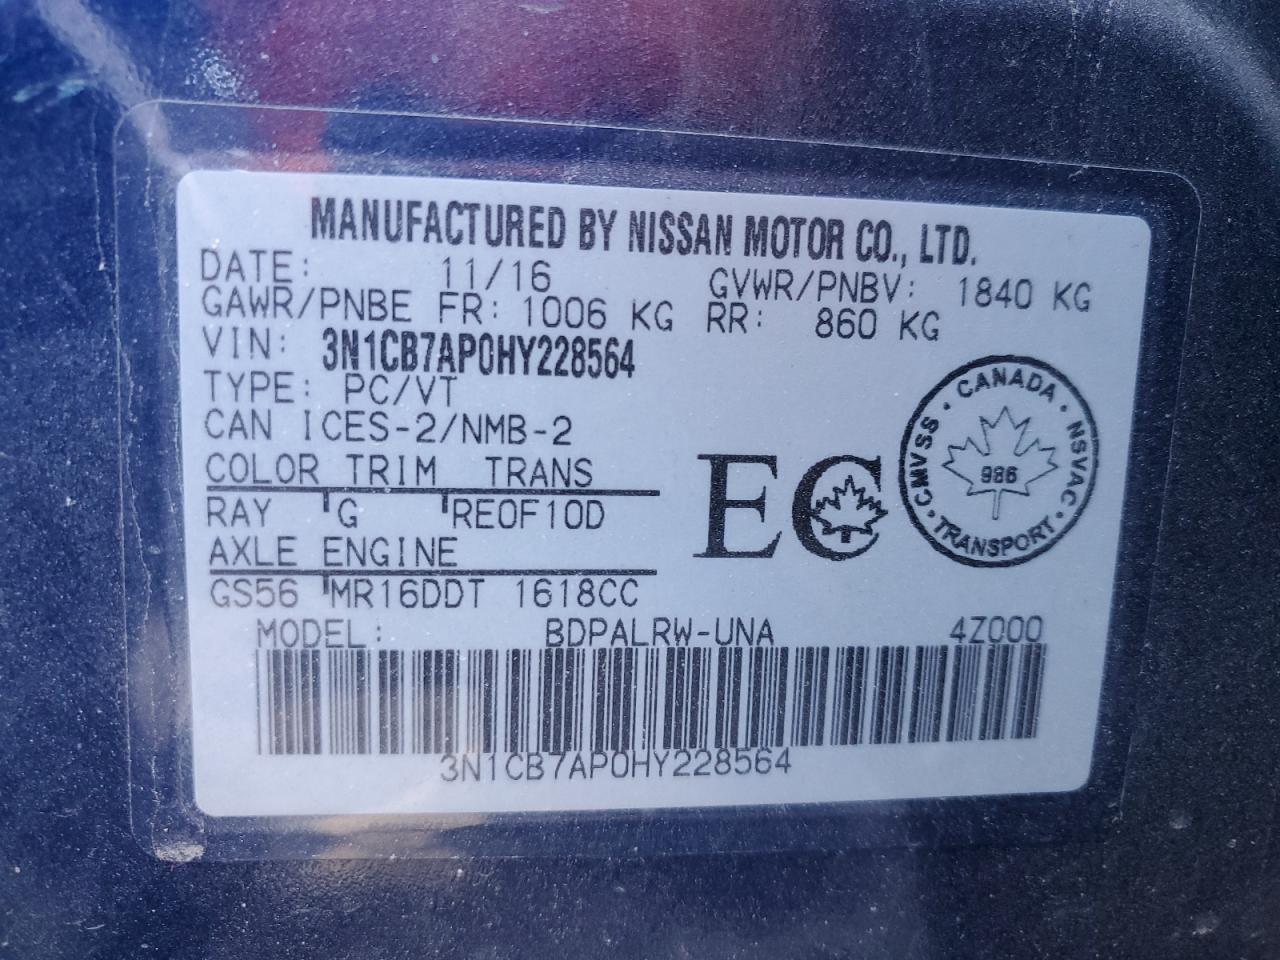 MANUFACTURED BY NISSAN MOTOR CO., LTD.
DATE: 11/16 GVWR/PNBV: 1840 KG
GAWR/PNBE FR: 1006 KG RR: 860 KG
VIN: 3N1CB7AP0HY228564
TYPE: PC/VT
CAN ICES-2/NMB-2
COLOR TRIM TRANS
RAY G RE0F10D
AXLE ENGINE
GS56 MR16DDT 1618CC
EC
CANADA
CMVSS · NSVAC
986
TRANSPORT
MODEL: BDPALRW-UNA 4Z000
3N1CB7AP0HY228564